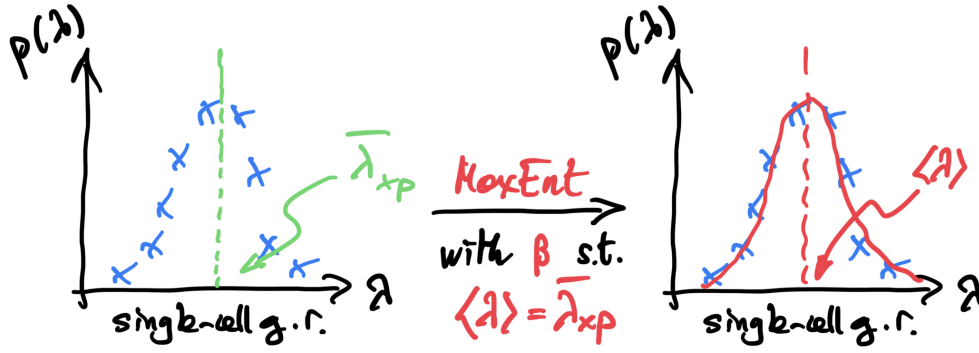 p(λ)
λ̄xp
λ
single-cell g.r.
MaxEnt
with β s.t.
⟨λ⟩ = λ̄xp
p(λ)
⟨λ⟩
λ
single-cell g.r.